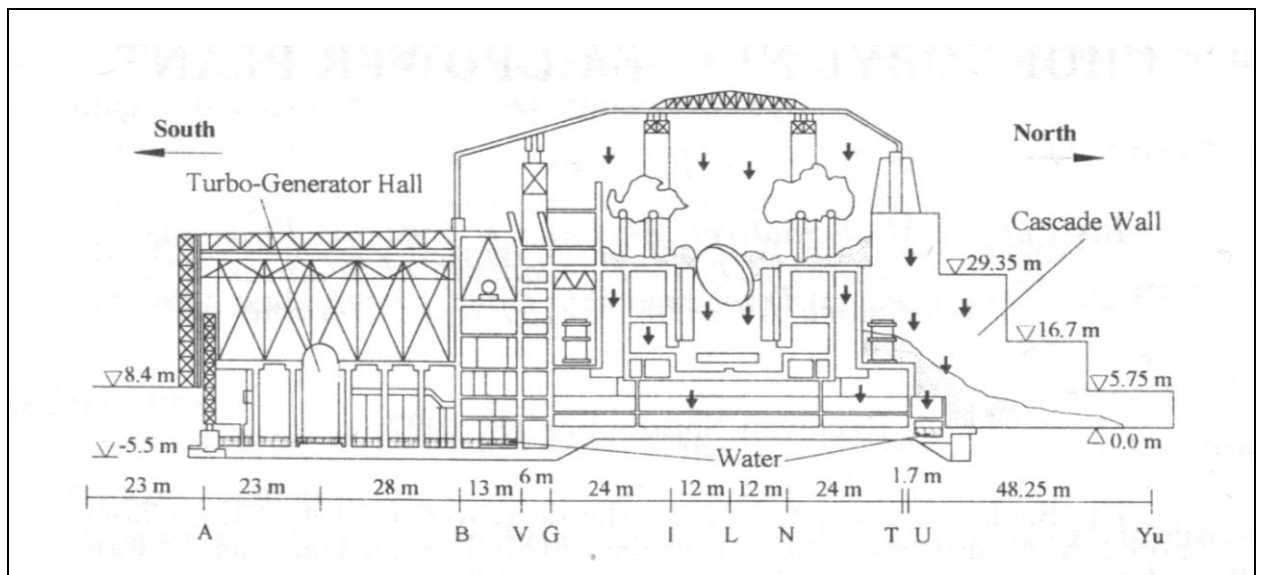 South
North
Turbo-Generator Hall
Cascade Wall
29.35 m
16.7 m
8.4 m
5.75 m
-5.5 m
0.0 m
Water
23 m 23 m 28 m 13 m 6 m 24 m 12 m 12 m 24 m 1.7 m 48.25 m
A B V G I L N T U Yu